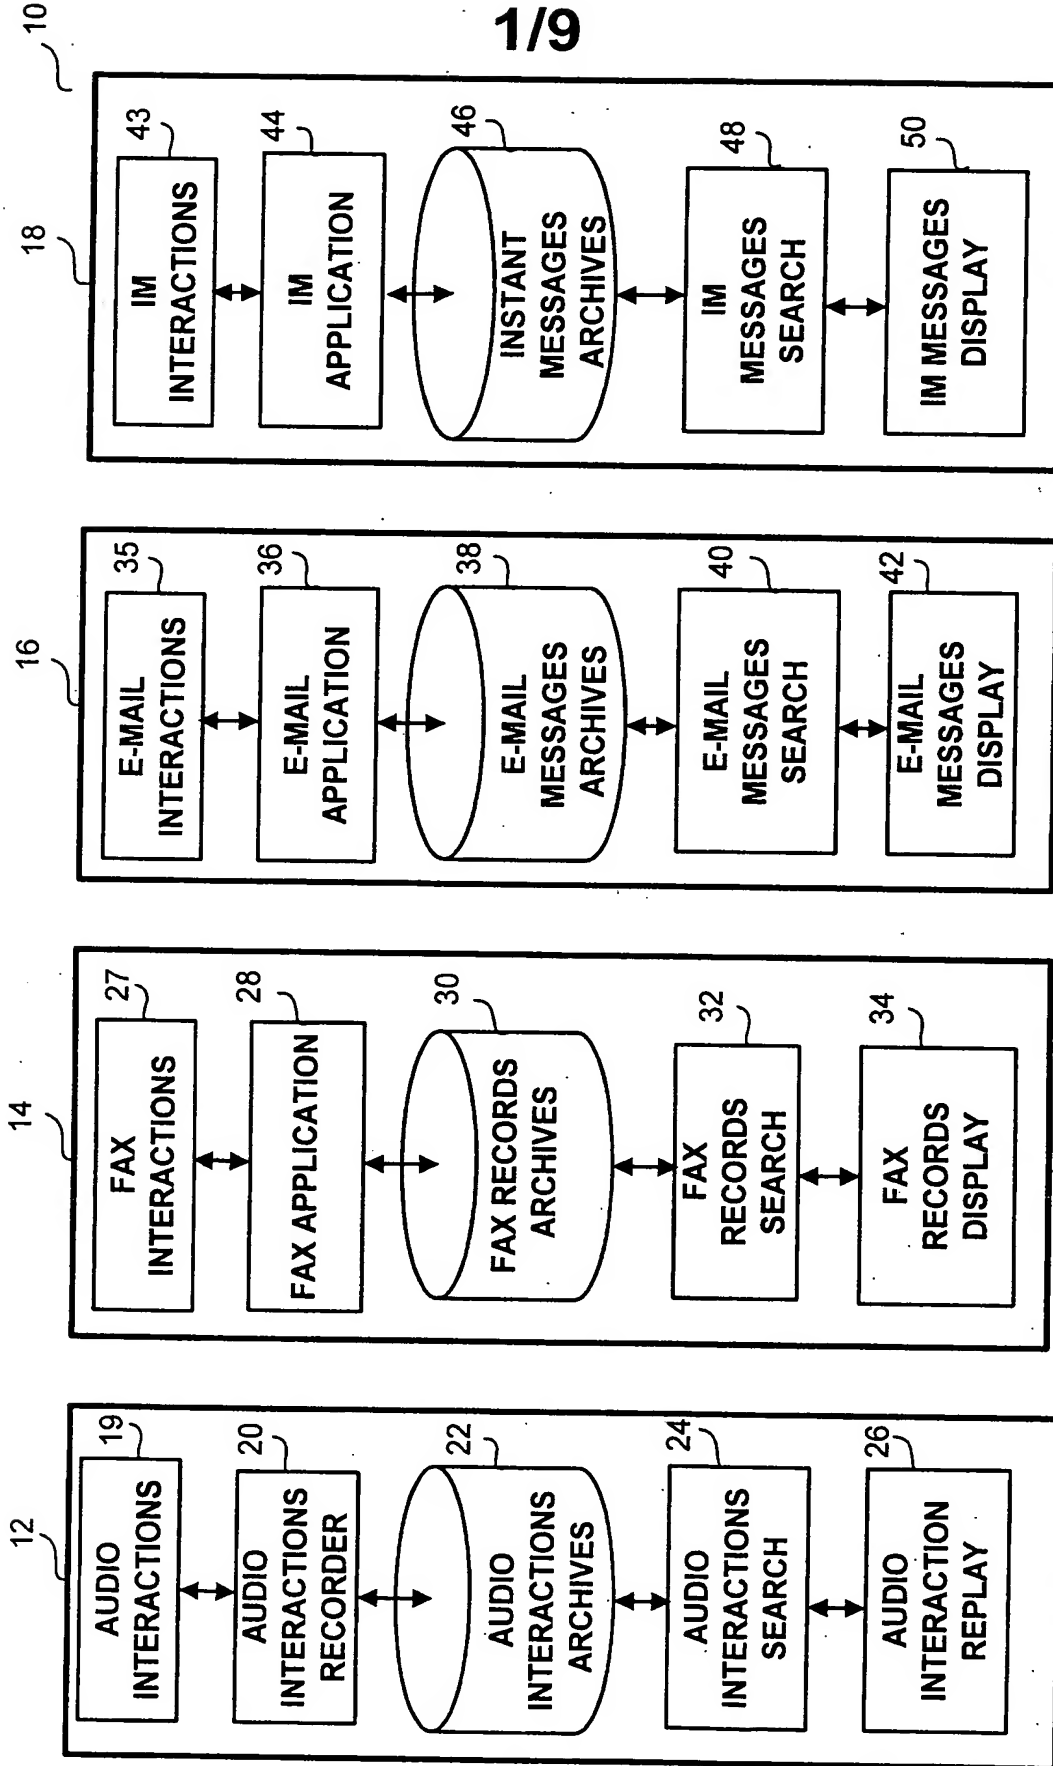 1/9
10
12
AUDIO
INTERACTIONS
19
AUDIO
INTERACTIONS
RECORDER
20
AUDIO
INTERACTIONS
ARCHIVES
22
AUDIO
INTERACTIONS
SEARCH
24
AUDIO
INTERACTION
REPLAY
26
14
FAX
INTERACTIONS
27
FAX APPLICATION
28
FAX RECORDS
ARCHIVES
30
FAX
RECORDS
SEARCH
32
FAX
RECORDS
DISPLAY
34
16
E-MAIL
INTERACTIONS
35
E-MAIL
APPLICATION
36
E-MAIL
MESSAGES
ARCHIVES
38
E-MAIL
MESSAGES
SEARCH
40
E-MAIL
MESSAGES
DISPLAY
42
18
IM
INTERACTIONS
43
IM
APPLICATION
44
INSTANT
MESSAGES
ARCHIVES
46
IM
MESSAGES
SEARCH
48
IM MESSAGES
DISPLAY
50